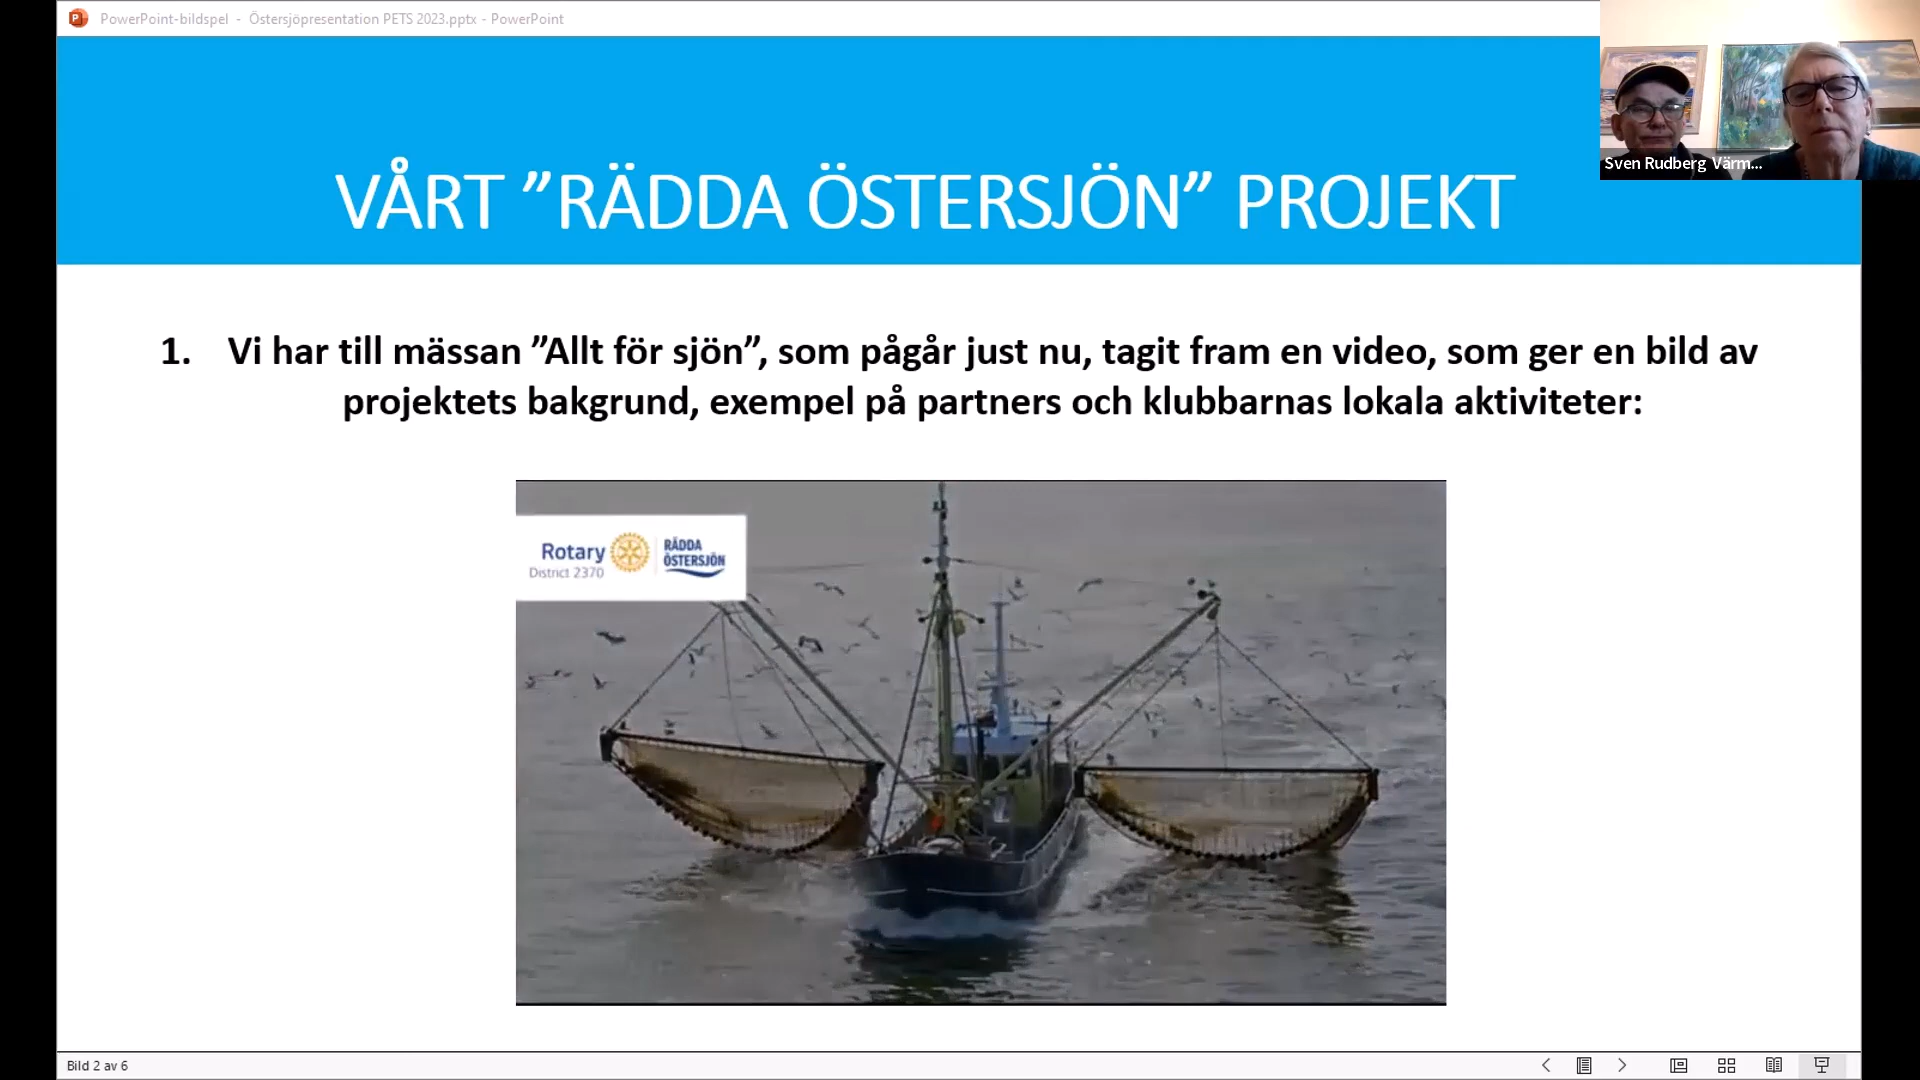 PowerPoint-bildspel - Östersjöpresentation PETS 2023.pptx - PowerPoint
Sven Rudberg Värm...
VÅRT ”RÄDDA ÖSTERSJÖN” PROJEKT
1. Vi har till mässan ”Allt för sjön”, som pågår just nu, tagit fram en video, som ger en bild av
projektets bakgrund, exempel på partners och klubbarnas lokala aktiviteter:
Rotary
District 2370
RÄDDA
ÖSTERSJÖN
Bild 2 av 6